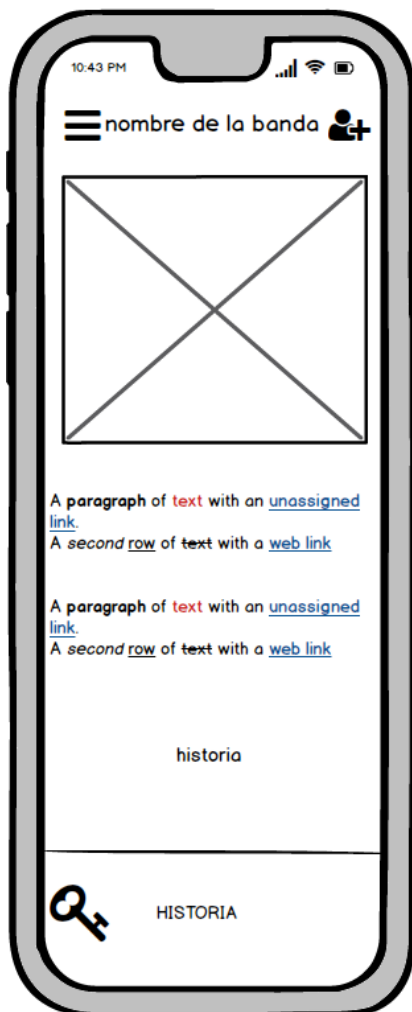 10:43 PM
nombre de la banda
A paragraph of text with an unassigned
link.
A second row of text with a web link
A paragraph of text with an unassigned
link.
A second row of text with a web link
historia
HISTORIA